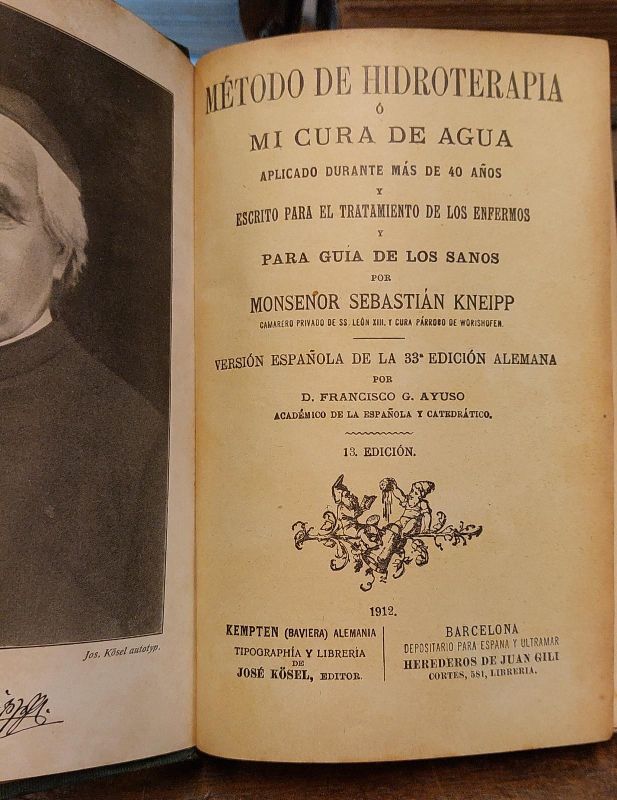 MÉTODO DE HIDROTERAPIA
Ó
MI CURA DE AGUA
APLICADO DURANTE MÁS DE 40 AÑOS
Y
ESCRITO PARA EL TRATAMIENTO DE LOS ENFERMOS
Y
PARA GUÍA DE LOS SANOS
POR
MONSEÑOR SEBASTIÁN KNEIPP
CAMARERO PRIVADO DE SS. LEÓN XIII. Y CURA PÁRROBO DE WÖRISHOFEN.
VERSIÓN ESPAÑOLA DE LA 33ª EDICIÓN ALEMANA
POR
D. FRANCISCO G. AYUSO
ACADÉMICO DE LA ESPAÑOLA Y CATEDRÁTICO.
13. EDICIÓN.
1912.
KEMPTEN (BAVIERA) ALEMANIA
TIPOGRAPHÍA Y LIBRERÍA
DE
JOSÉ KÖSEL, EDITOR.
BARCELONA
DEPOSITARIO PARA ESPAÑA Y ULTRAMAR
HEREDEROS DE JUAN GILI
CORTES, 581, LIBRERIA.
Jos. Kösel autotyp.